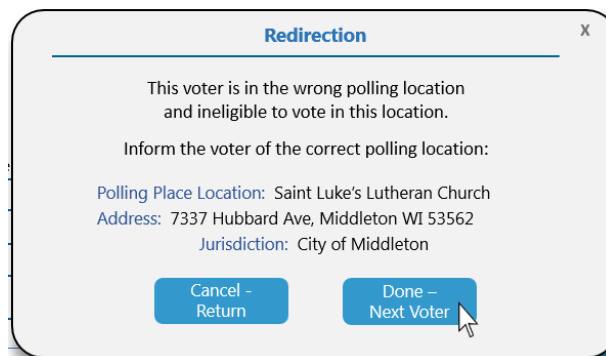 Redirection
X
This voter is in the wrong polling location
and ineligible to vote in this location.
Inform the voter of the correct polling location:
Polling Place Location: Saint Luke's Lutheran Church
Address: 7337 Hubbard Ave, Middleton WI 53562
Jurisdiction: City of Middleton
Cancel -
Return
Done –
Next Voter